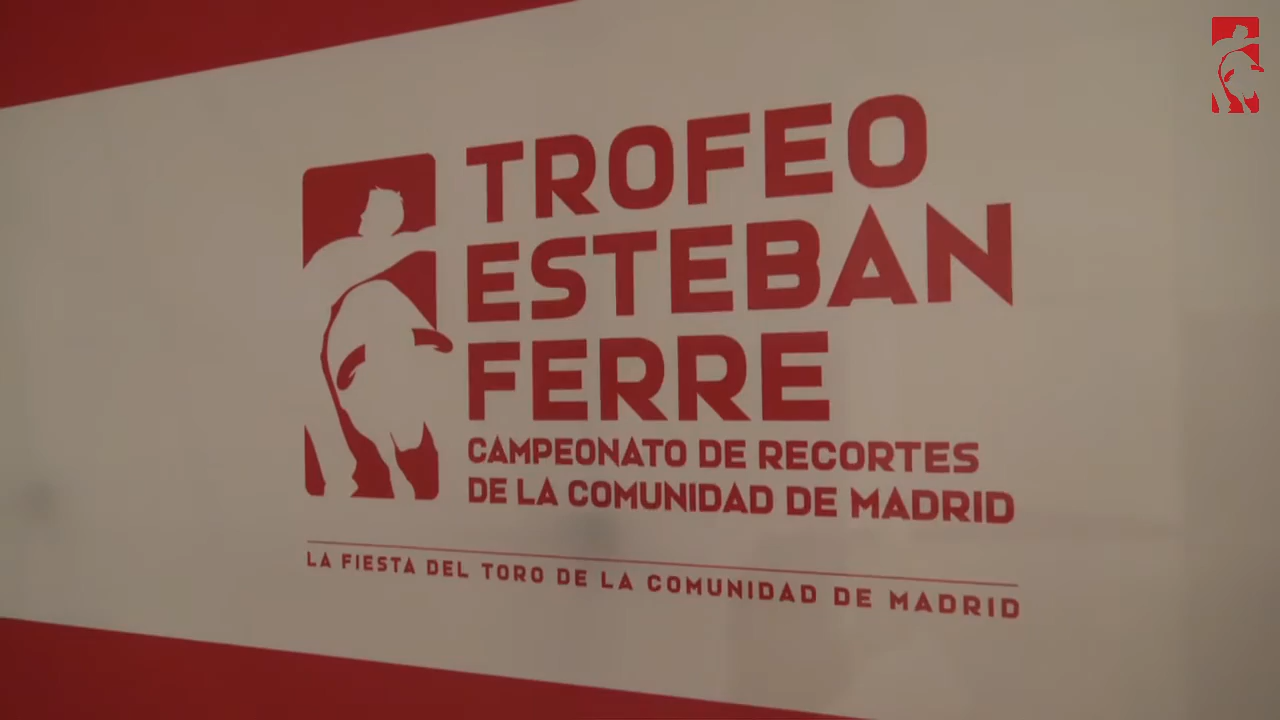 TROFEO
ESTEBAN
FERRE
CAMPEONATO DE RECORTES
DE LA COMUNIDAD DE MADRID
LA FIESTA DEL TORO DE LA COMUNIDAD DE MADRID